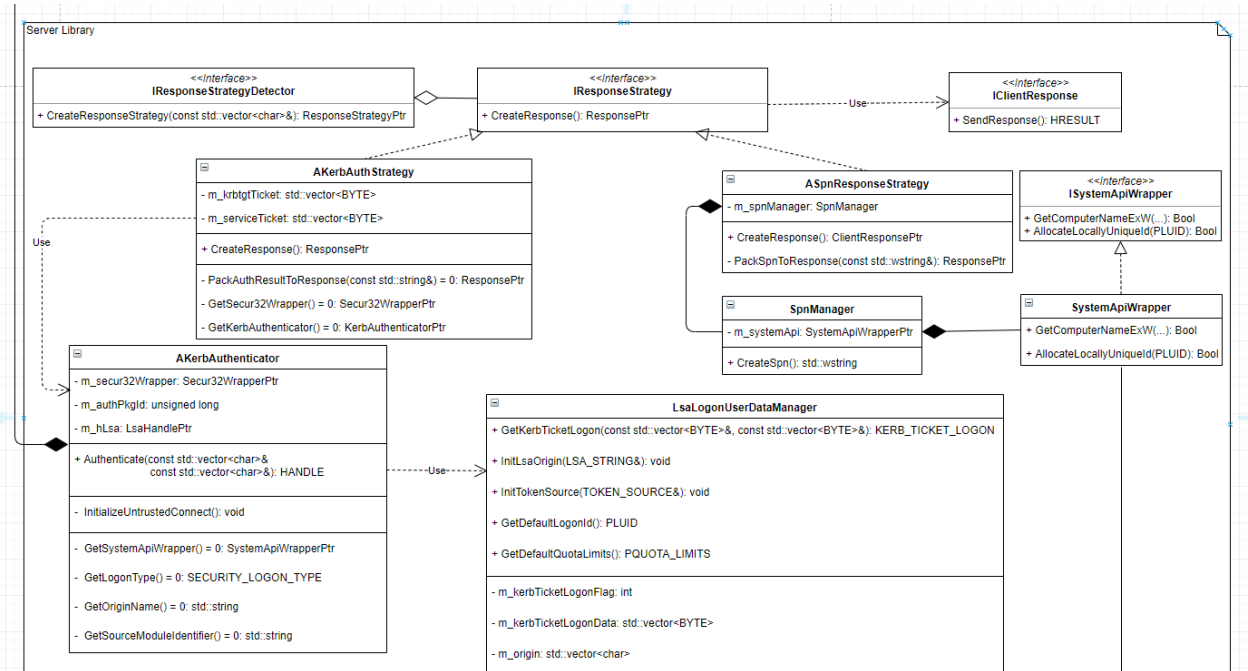 Server Library
<<Interface>>
IResponseStrategyDetector
+ CreateResponseStrategy(const std::vector<char>&): ResponseStrategyPtr
<<Interface>>
IResponseStrategy
+ CreateResponse(): ResponsePtr
Use
<<Interface>>
IClientResponse
+ SendResponse(): HRESULT
AKerbAuthStrategy
- m_krbtgtTicket: std::vector<BYTE>
- m_serviceTicket: std::vector<BYTE>
+ CreateResponse(): ResponsePtr
- PackAuthResultToResponse(const std::string&) = 0: ResponsePtr
- GetSecur32Wrapper() = 0: Secur32WrapperPtr
- GetKerbAuthenticator() = 0: KerbAuthenticatorPtr
ASpnResponseStrategy
- m_spnManager: SpnManager
+ CreateResponse(): ClientResponsePtr
- PackSpnToResponse(const std::wstring&): ResponsePtr
<<Interface>>
ISystemApiWrapper
+ GetComputerNameExW(...): Bool
+ AllocateLocallyUniqueId(PLUID): Bool
Use
SpnManager
- m_systemApi: SystemApiWrapperPtr
+ CreateSpn(): std::wstring
SystemApiWrapper
+ GetComputerNameExW(...): Bool
+ AllocateLocallyUniqueId(PLUID): Bool
AKerbAuthenticator
- m_secur32Wrapper: Secur32WrapperPtr
- m_authPkgId: unsigned long
- m_hLsa: LsaHandlePtr
+ Authenticate(const std::vector<char>&
const std::vector<char>&): HANDLE
- InitializeUntrustedConnect(): void
- GetSystemApiWrapper() = 0: SystemApiWrapperPtr
- GetLogonType() = 0: SECURITY_LOGON_TYPE
- GetOriginName() = 0: std::string
- GetSourceModuleIdentifier() = 0: std::string
Use
LsaLogonUserDataManager
+ GetKerbTicketLogon(const std::vector<BYTE>&, const std::vector<BYTE>&): KERB_TICKET_LOGON
+ InitLsaOrigin(LSA_STRING&): void
+ InitTokenSource(TOKEN_SOURCE&): void
+ GetDefaultLogonId(): PLUID
+ GetDefaultQuotaLimits(): PQUOTA_LIMITS
- m_kerbTicketLogonFlag: int
- m_kerbTicketLogonData: std::vector<BYTE>
- m_origin: std::vector<char>